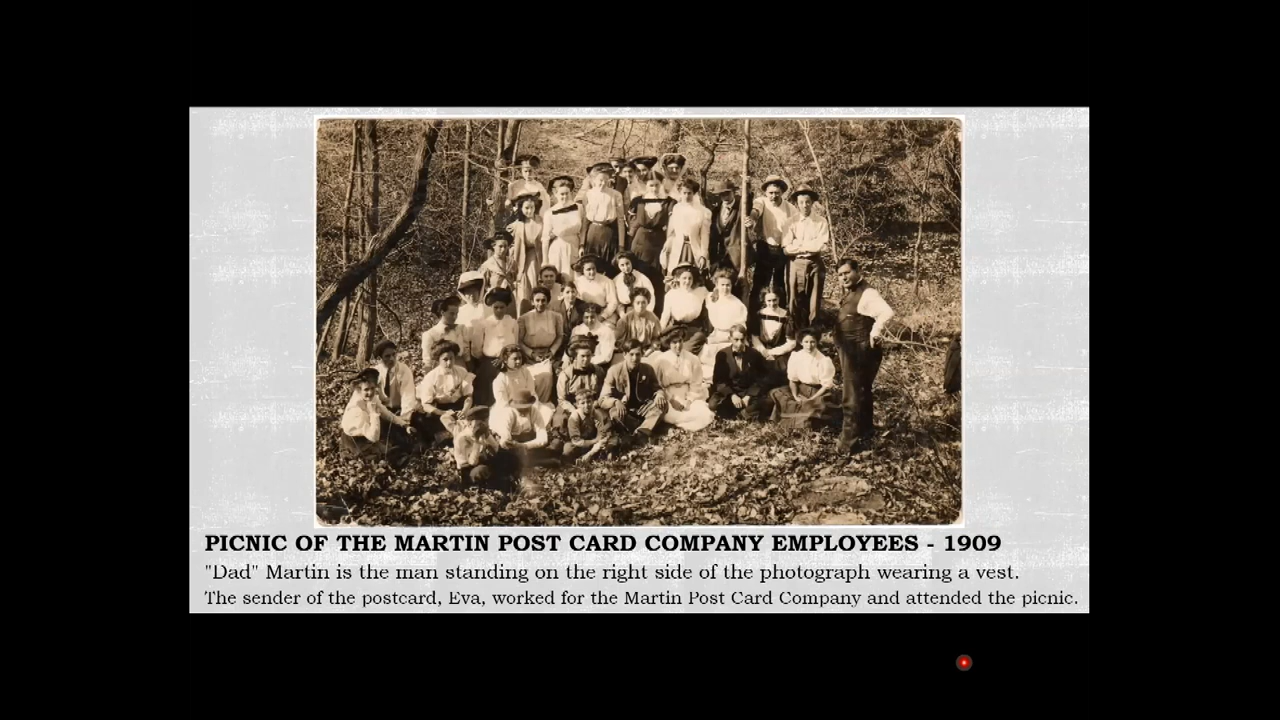 PICNIC OF THE MARTIN POST CARD COMPANY EMPLOYEES - 1909
"Dad" Martin is the man standing on the right side of the photograph wearing a vest.
The sender of the postcard, Eva, worked for the Martin Post Card Company and attended the picnic.